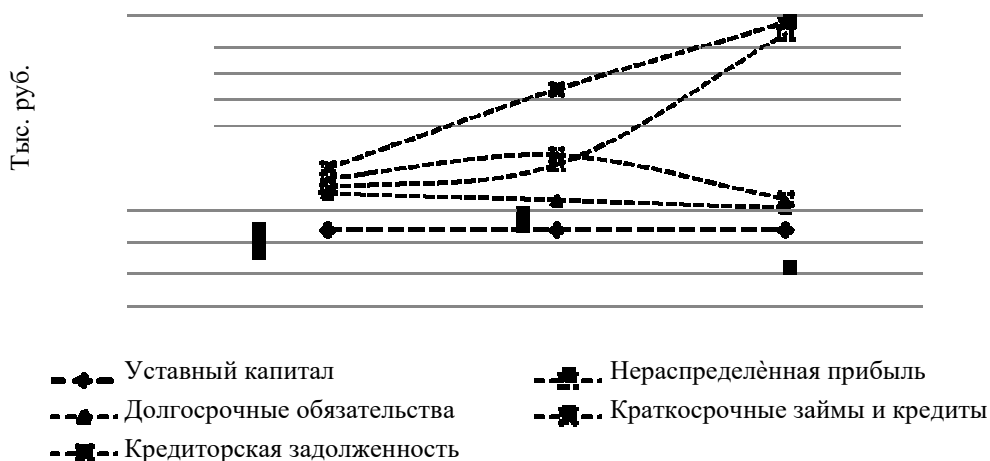 Тыс. руб.
Уставный капитал
Нераспределѐнная прибыль
Долгосрочные обязательства
Краткосрочные займы и кредиты
Кредиторская задолженность